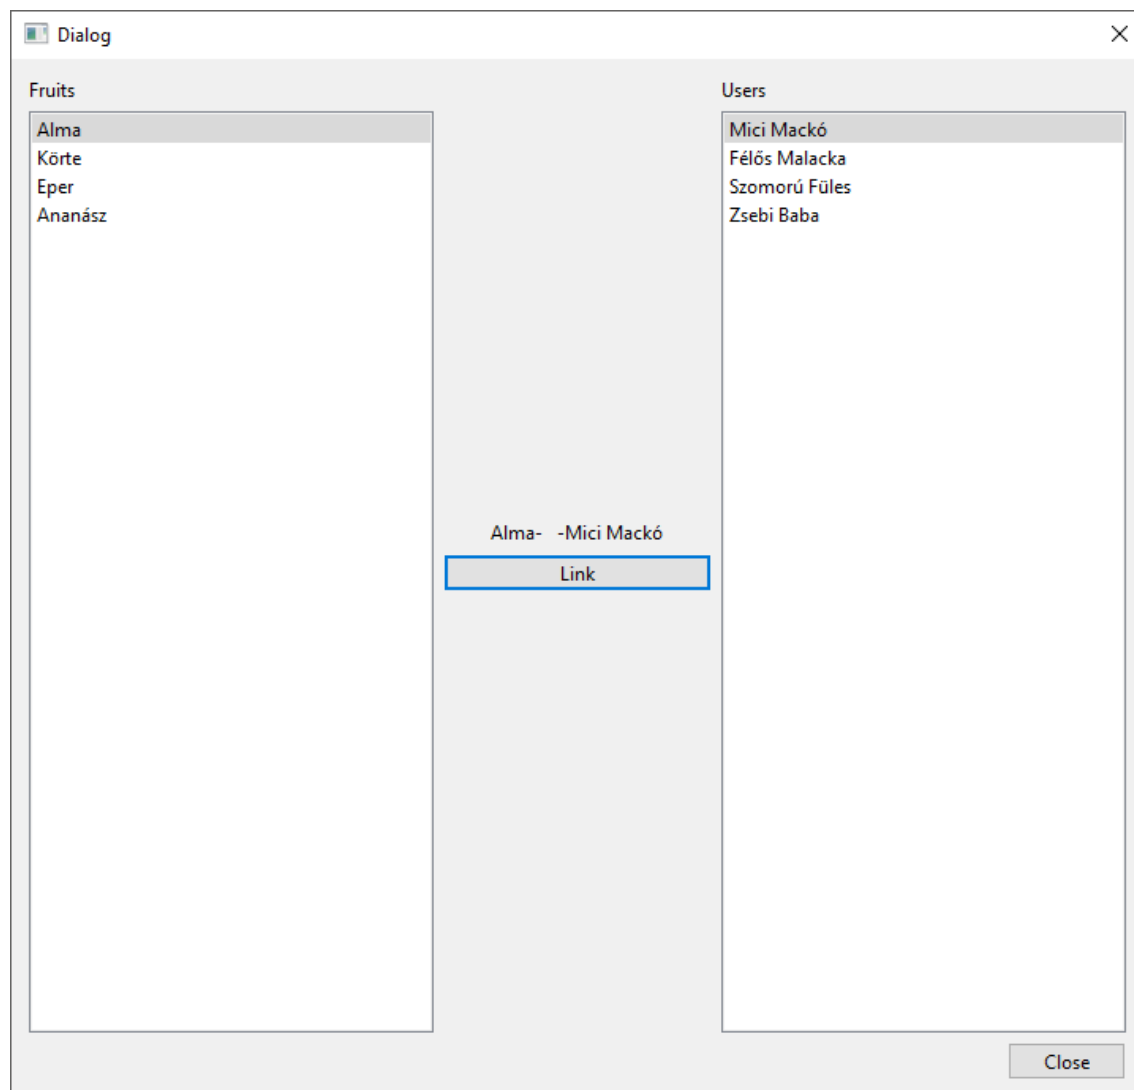 Dialog
Fruits
Alma
Körte
Eper
Ananász
Alma- -Mici Mackó
Link
Users
Mici Mackó
Félős Malacka
Szomorú Füles
Zsebi Baba
Close